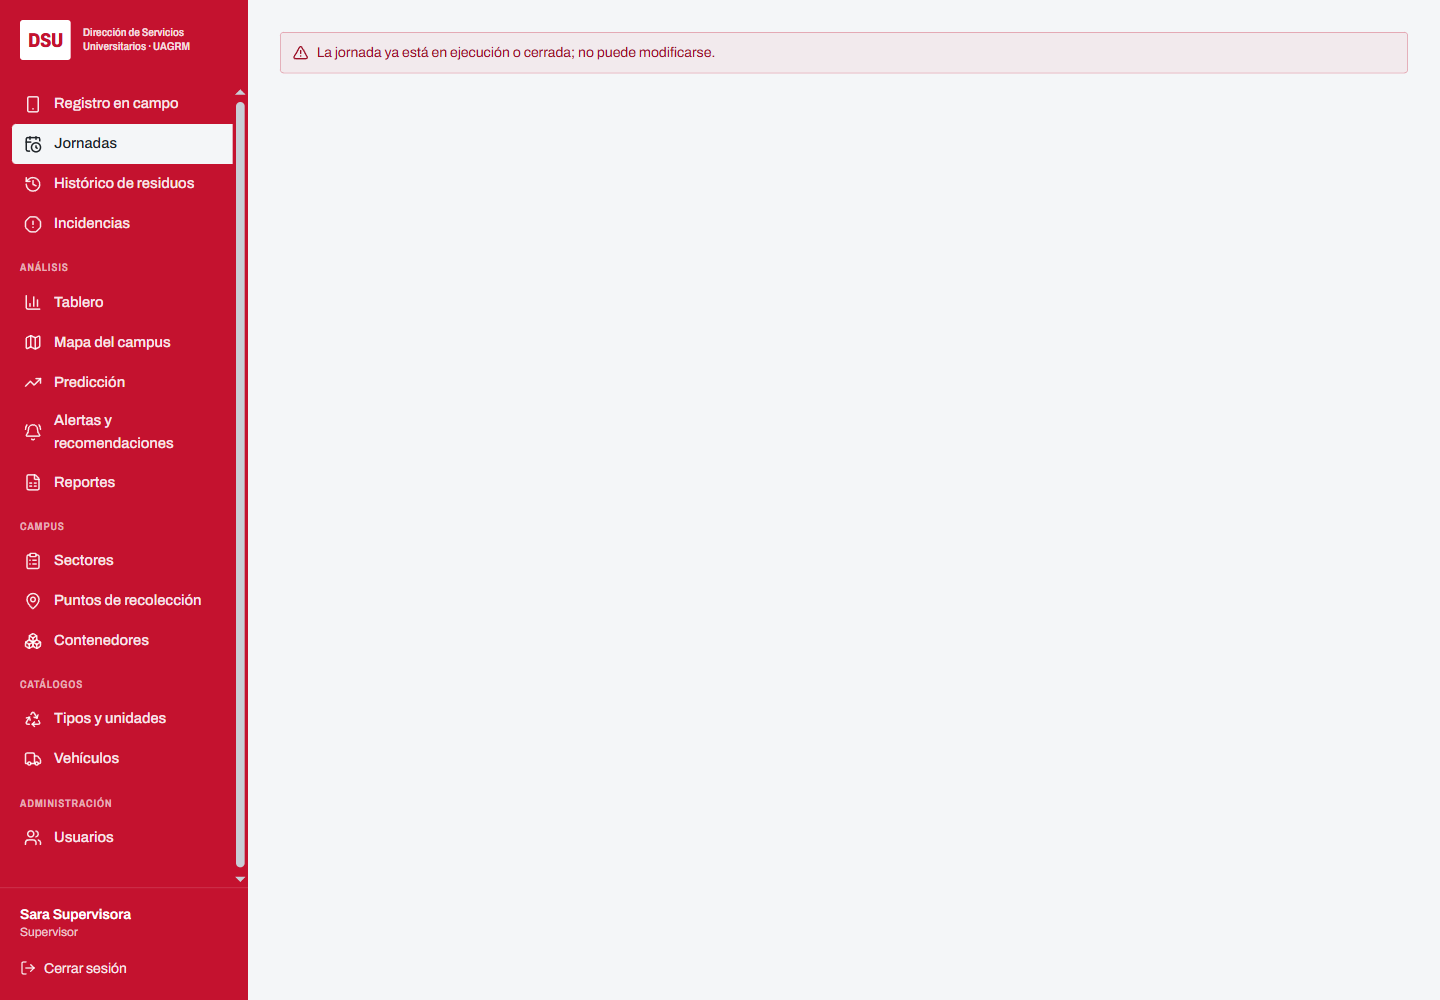 DSU
Dirección de Servicios
Universitarios · UAGRM
La jornada ya está en ejecución o cerrada; no puede modificarse.
Registro en campo
Jornadas
Histórico de residuos
Incidencias
ANÁLISIS
Tablero
Mapa del campus
Predicción
Alertas y
recomendaciones
Reportes
CAMPUS
Sectores
Puntos de recolección
Contenedores
CATÁLOGOS
Tipos y unidades
Vehículos
ADMINISTRACIÓN
Usuarios
Sara Supervisora
Supervisor
Cerrar sesión